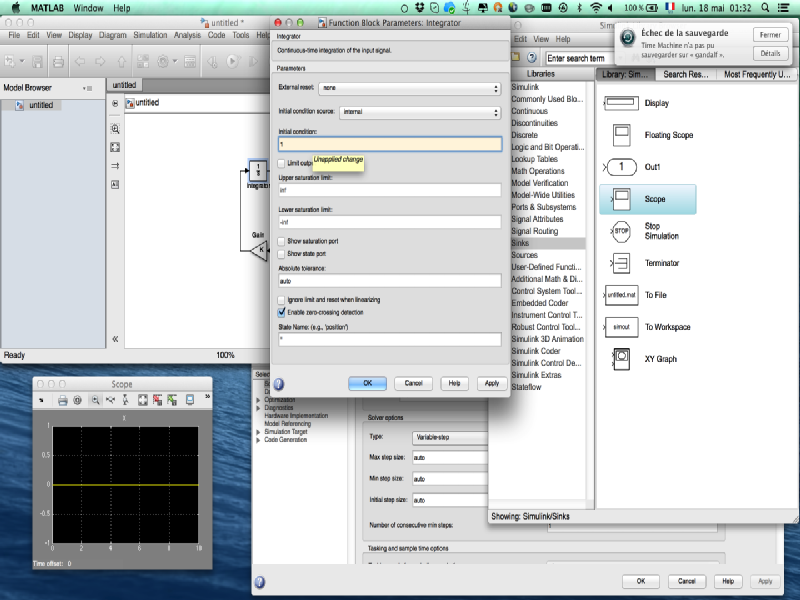 MATLAB Window Help
100 % lun. 18 mai 01:32
untitled *
File Edit View Display Diagram Simulation Analysis Code Tools
Model Browser
untitled
untitled
untitled
1
s
Integrator
Gain
K
Ready
100%
Function Block Parameters: Integrator
Integrator
Continuous-time integration of the input signal.
Parameters
External reset: none
Initial condition source: internal
Initial condition:
1
Unapplied change
Limit outp
Upper saturation limit:
inf
Lower saturation limit:
-inf
Show saturation port
Show state port
Absolute tolerance:
auto
Ignore limit and reset when linearizing
Enable zero-crossing detection
State Name: (e.g., 'position')
''
OK Cancel Help Apply
Edit View Help
Enter search term
Échec de la sauvegarde
Time Machine n'a pas pu
sauvegarder sur « gandalf ».
Fermer
Détails
Libraries
Library: Sim... Search Res... Most Frequently U...
Simulink
Commonly Used Blo...
Continuous
Discontinuities
Discrete
Logic and Bit Operati...
Lookup Tables
Math Operations
Model Verification
Model-Wide Utilities
Ports & Subsystems
Signal Attributes
Signal Routing
Sinks
Sources
User-Defined Functi...
Additional Math & Di...
Control System Tool...
Embedded Coder
Instrument Control T...
Robust Control Tool...
Simulink 3D Animation
Simulink Coder
Simulink Control De...
Simulink Extras
Stateflow
Display
Floating Scope
1
Out1
Scope
STOP
Stop
Simulation
Terminator
untitled.mat
To File
simout
To Workspace
XY Graph
Showing: Simulink/Sinks
Scope
X
1
0.5
0
-0.5
-1
0 2 4 6 8 10
Time offset: 0
Select
Optimization
Diagnostics
Hardware Implementation
Model Referencing
Simulation Target
Code Generation
Solver options
Type: Variable-step
Max step size: auto
Min step size: auto
Initial step size: auto
Number of consecutive min steps:
Tasking and sample time options
OK Cancel Help Apply